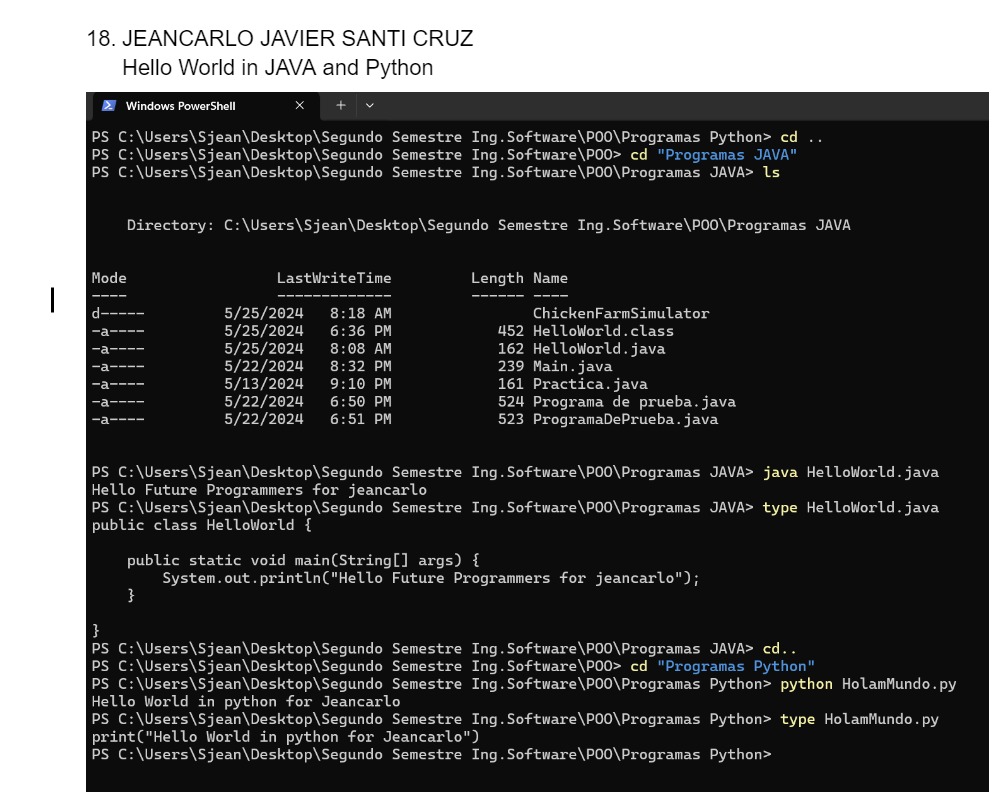 18. JEANCARLO JAVIER SANTI CRUZ
Hello World in JAVA and Python
Windows PowerShell
PS C:\Users\Sjean\Desktop\Segundo Semestre Ing.Software\POO\Programas Python> cd ..
PS C:\Users\Sjean\Desktop\Segundo Semestre Ing.Software\POO> cd "Programas JAVA"
PS C:\Users\Sjean\Desktop\Segundo Semestre Ing.Software\POO\Programas JAVA> ls
Directory: C:\Users\Sjean\Desktop\Segundo Semestre Ing.Software\POO\Programas JAVA
Mode LastWriteTime Length Name
---- ------------- ------ ----
d----- 5/25/2024 8:18 AM ChickenFarmSimulator
-a---- 5/25/2024 6:36 PM 452 HelloWorld.class
-a---- 5/25/2024 8:08 AM 162 HelloWorld.java
-a---- 5/22/2024 8:32 PM 239 Main.java
-a---- 5/13/2024 9:10 PM 161 Practica.java
-a---- 5/22/2024 6:50 PM 524 Programa de prueba.java
-a---- 5/22/2024 6:51 PM 523 ProgramaDePrueba.java
PS C:\Users\Sjean\Desktop\Segundo Semestre Ing.Software\POO\Programas JAVA> java HelloWorld.java
Hello Future Programmers for jeancarlo
PS C:\Users\Sjean\Desktop\Segundo Semestre Ing.Software\POO\Programas JAVA> type HelloWorld.java
public class HelloWorld {
public static void main(String[] args) {
System.out.println("Hello Future Programmers for jeancarlo");
}
}
PS C:\Users\Sjean\Desktop\Segundo Semestre Ing.Software\POO\Programas JAVA> cd..
PS C:\Users\Sjean\Desktop\Segundo Semestre Ing.Software\POO> cd "Programas Python"
PS C:\Users\Sjean\Desktop\Segundo Semestre Ing.Software\POO\Programas Python> python HolamMundo.py
Hello World in python for Jeancarlo
PS C:\Users\Sjean\Desktop\Segundo Semestre Ing.Software\POO\Programas Python> type HolamMundo.py
print("Hello World in python for Jeancarlo")
PS C:\Users\Sjean\Desktop\Segundo Semestre Ing.Software\POO\Programas Python>